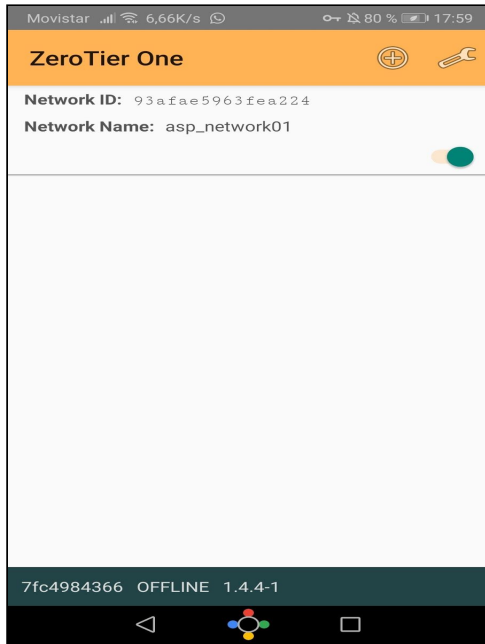 Movistar 6,66K/s 80 % 17:59
ZeroTier One
Network ID: 93afae5963fea224
Network Name: asp_network01
7fc4984366 OFFLINE 1.4.4-1